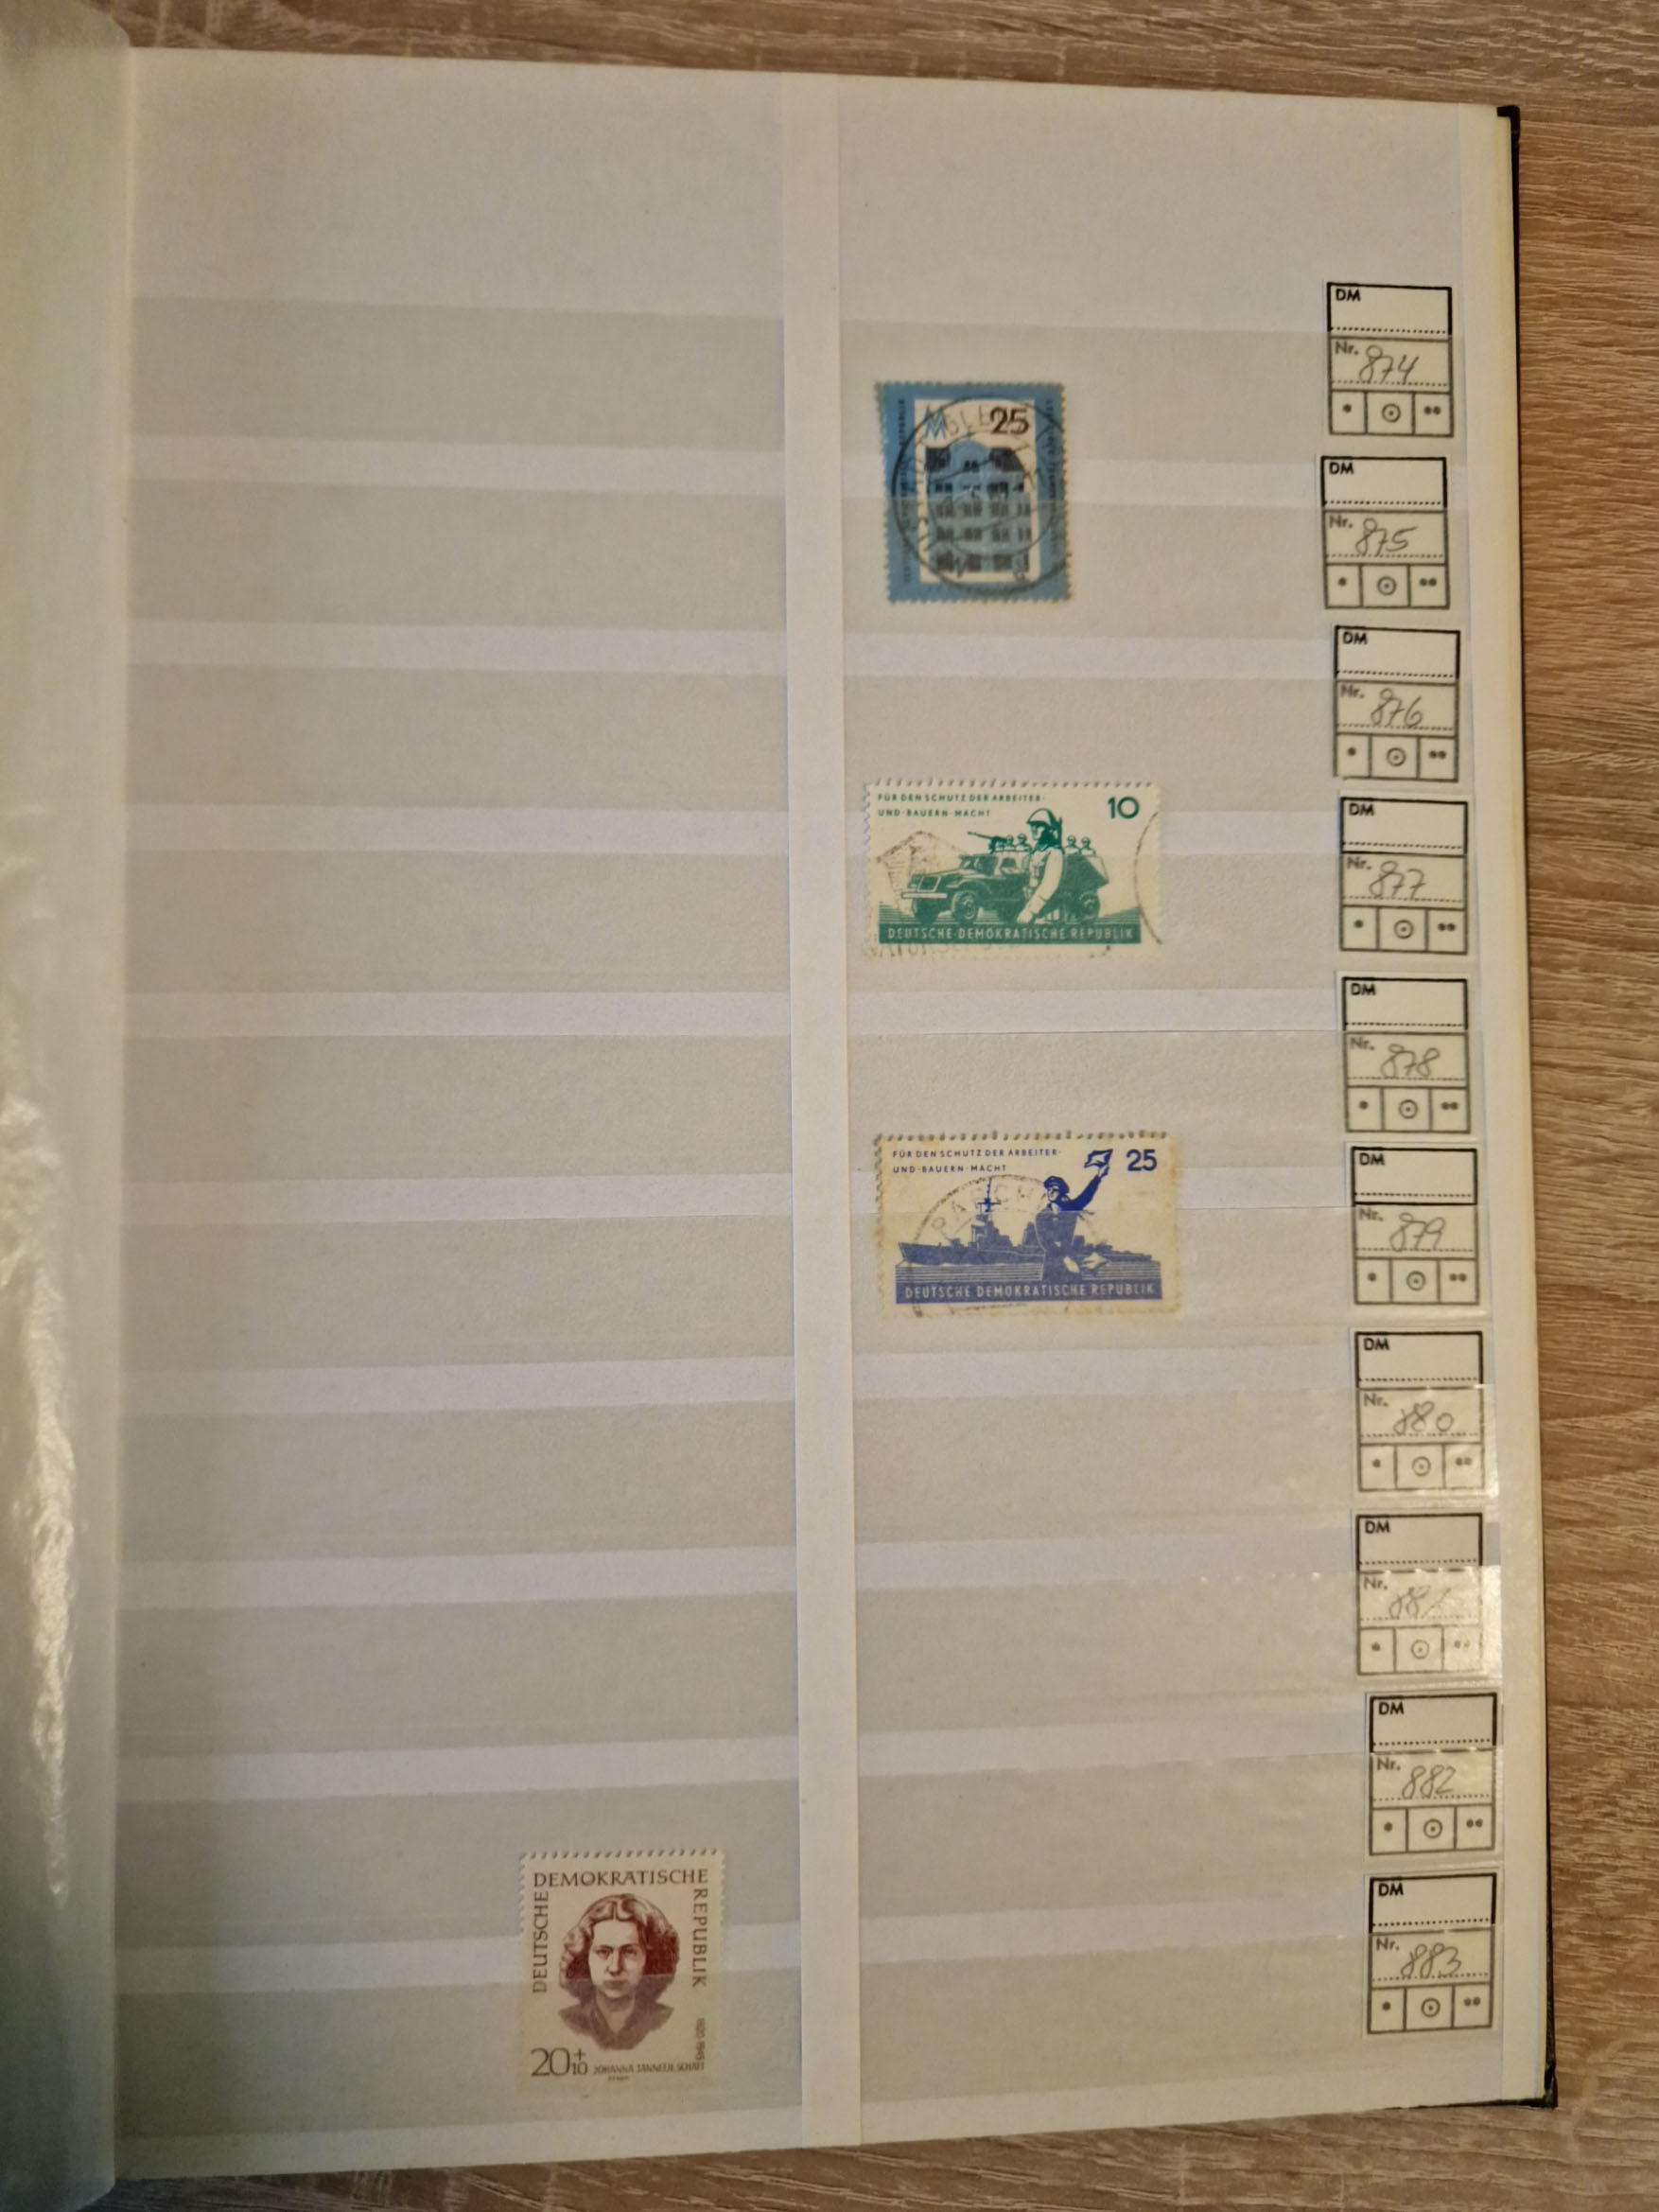 DM
Nr. 874
25
DM
Nr. 875
DM
Nr. 876
FÜR DEN SCHUTZ DER ARBEITER-
UND-BAUERN-MACHT
10
DEUTSCHE DEMOKRATISCHE REPUBLIK
DM
Nr. 877
DM
Nr. 878
FÜR DEN SCHUTZ DER ARBEITER-
UND-BAUERN-MACHT
25
DEUTSCHE DEMOKRATISCHE REPUBLIK
DM
Nr. 879
DM
Nr. 880
DM
Nr. 881
DM
Nr. 882
DEUTSCHE DEMOKRATISCHE REPUBLIK
20+10
JOHANNA
DM
Nr. 883